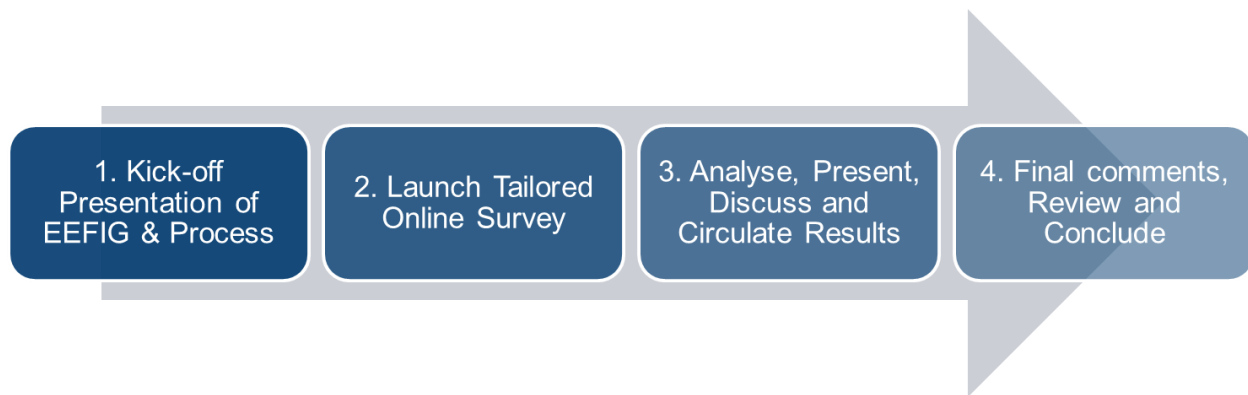 1. Kick-off
Presentation of
EEFIG & Process
2. Launch Tailored
Online Survey
3. Analyse, Present,
Discuss and
Circulate Results
4. Final comments,
Review and
Conclude